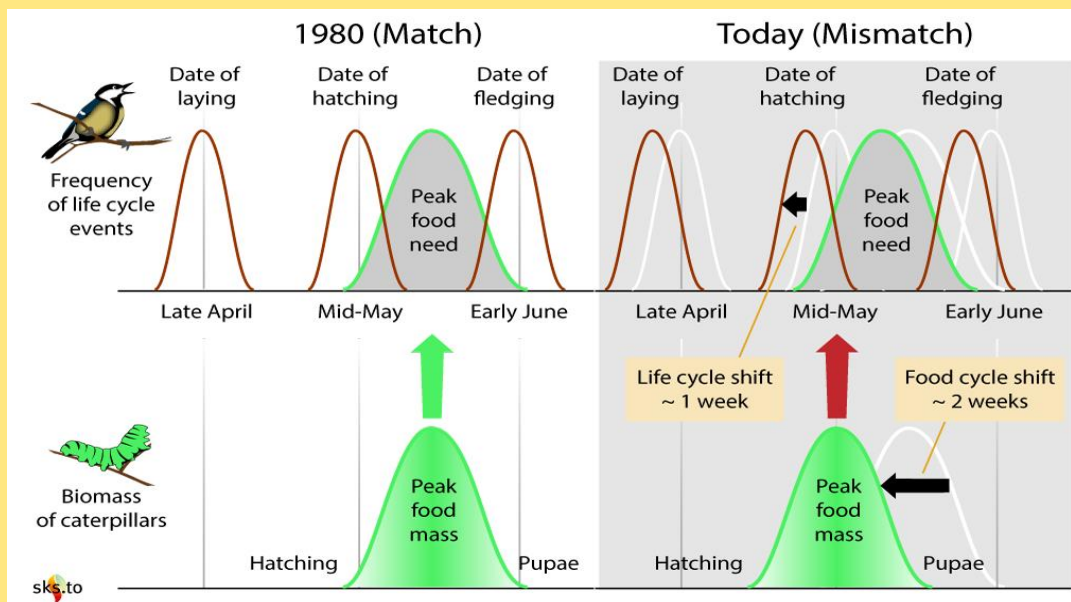 1980 (Match)
Today (Mismatch)
Date of
laying
Date of
hatching
Date of
fledging
Date of
laying
Date of
hatching
Date of
fledging
Frequency
of life cycle
events
Peak
food
need
Peak
food
need
Late April
Mid-May
Early June
Late April
Mid-May
Early June
Life cycle shift
~ 1 week
Food cycle shift
~ 2 weeks
Biomass
of caterpillars
Peak
food
mass
Peak
food
mass
Hatching
Pupae
Hatching
Pupae
sks.to